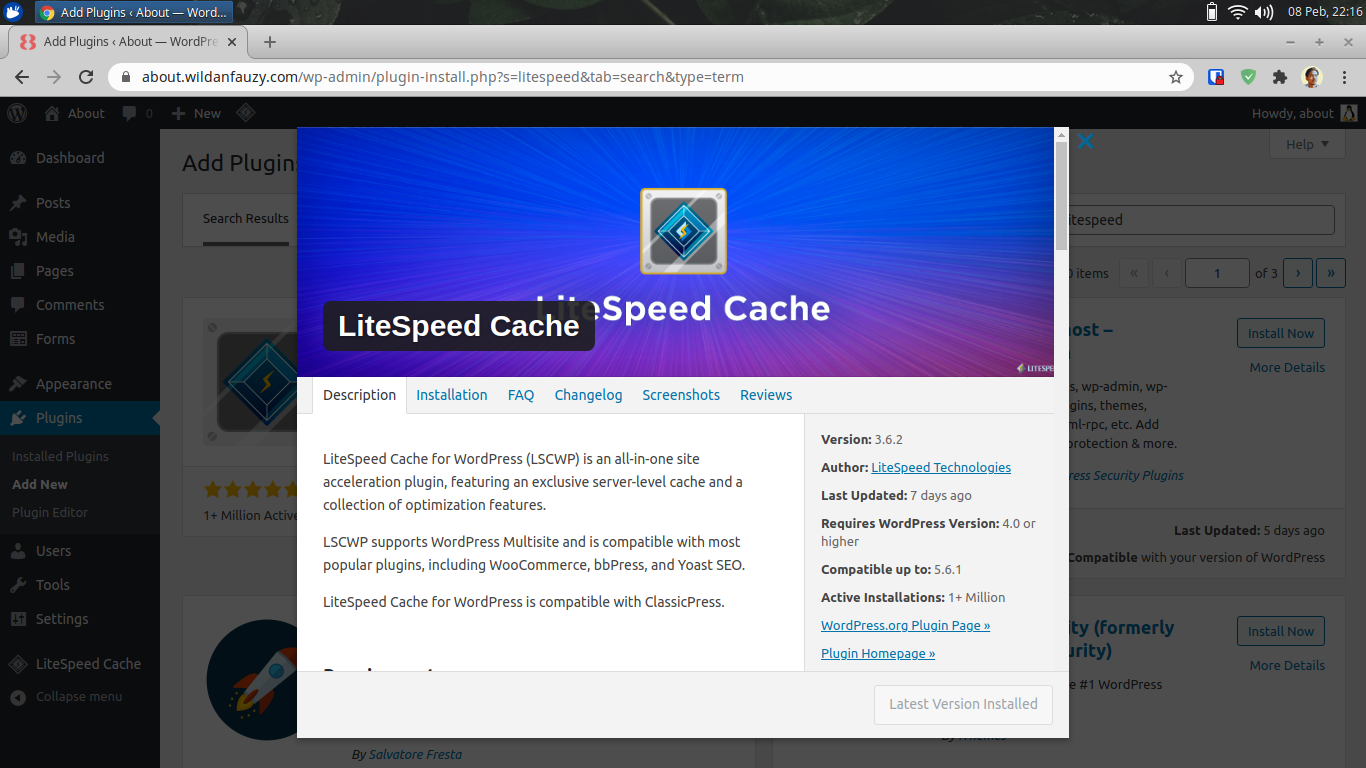 Add Plugins ‹ About — Word...
08 Peb, 22:16
Add Plugins ‹ About — WordPre
about.wildanfauzy.com/wp-admin/plugin-install.php?s=litespeed&tab=search&type=term
About
0
New
Howdy, about
Dashboard
Posts
Media
Pages
Comments
Forms
Appearance
Plugins
Installed Plugins
Add New
Plugin Editor
Users
Tools
Settings
LiteSpeed Cache
Collapse menu
Add Plugins
Help
Search Results
itespeed
0 items
«
‹
1
of 3
›
»
1+ Million Active
By Salvatore Fresta
LiteSpeed Cache
LiteSpeed Cache
LITESPE
Description
Installation
FAQ
Changelog
Screenshots
Reviews
LiteSpeed Cache for WordPress (LSCWP) is an all-in-one site
acceleration plugin, featuring an exclusive server-level cache and a
collection of optimization features.
LSCWP supports WordPress Multisite and is compatible with most
popular plugins, including WooCommerce, bbPress, and Yoast SEO.
LiteSpeed Cache for WordPress is compatible with ClassicPress.
Version: 3.6.2
Author: LiteSpeed Technologies
Last Updated: 7 days ago
Requires WordPress Version: 4.0 or
higher
Compatible up to: 5.6.1
Active Installations: 1+ Million
WordPress.org Plugin Page »
Plugin Homepage »
Latest Version Installed
ost –
Install Now
More Details
s, wp-admin, wp-
gins, themes,
ml-rpc, etc. Add
protection & more.
ress Security Plugins
Last Updated: 5 days ago
Compatible with your version of WordPress
ity (formerly
urity)
Install Now
More Details
e #1 WordPress